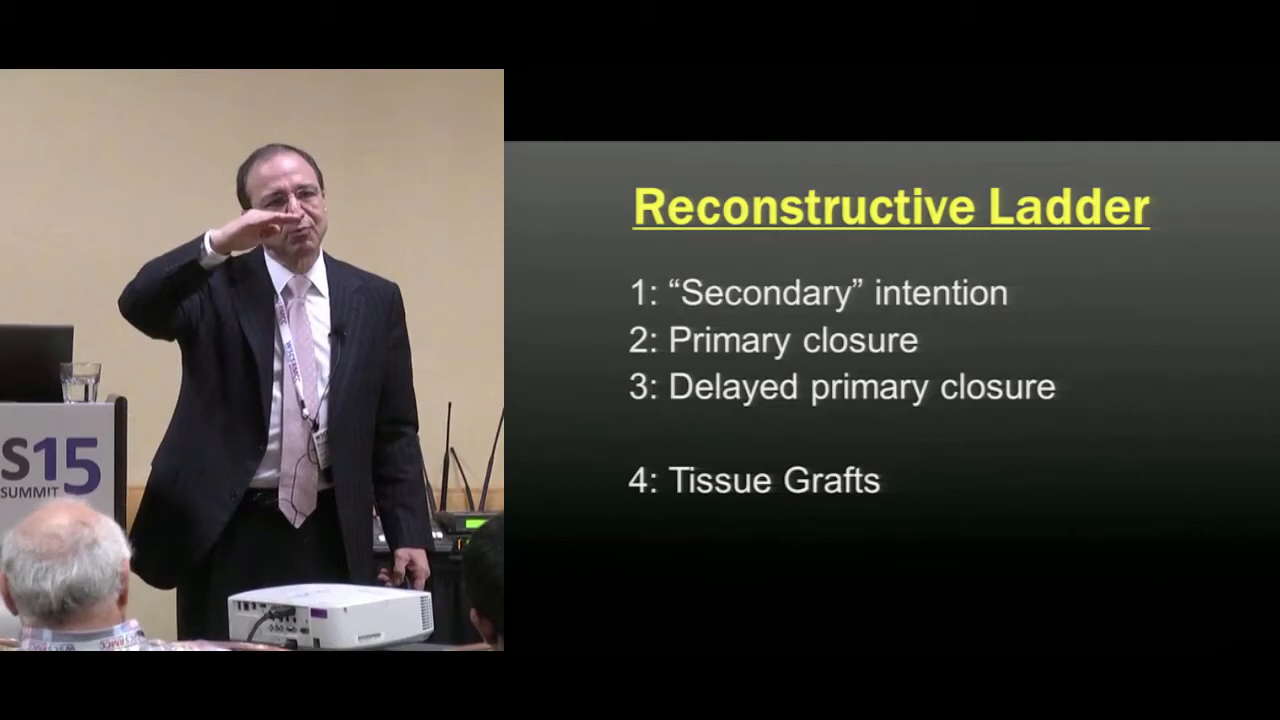 S15
SUMMIT
Reconstructive Ladder
1: “Secondary” intention
2: Primary closure
3: Delayed primary closure
4: Tissue Grafts